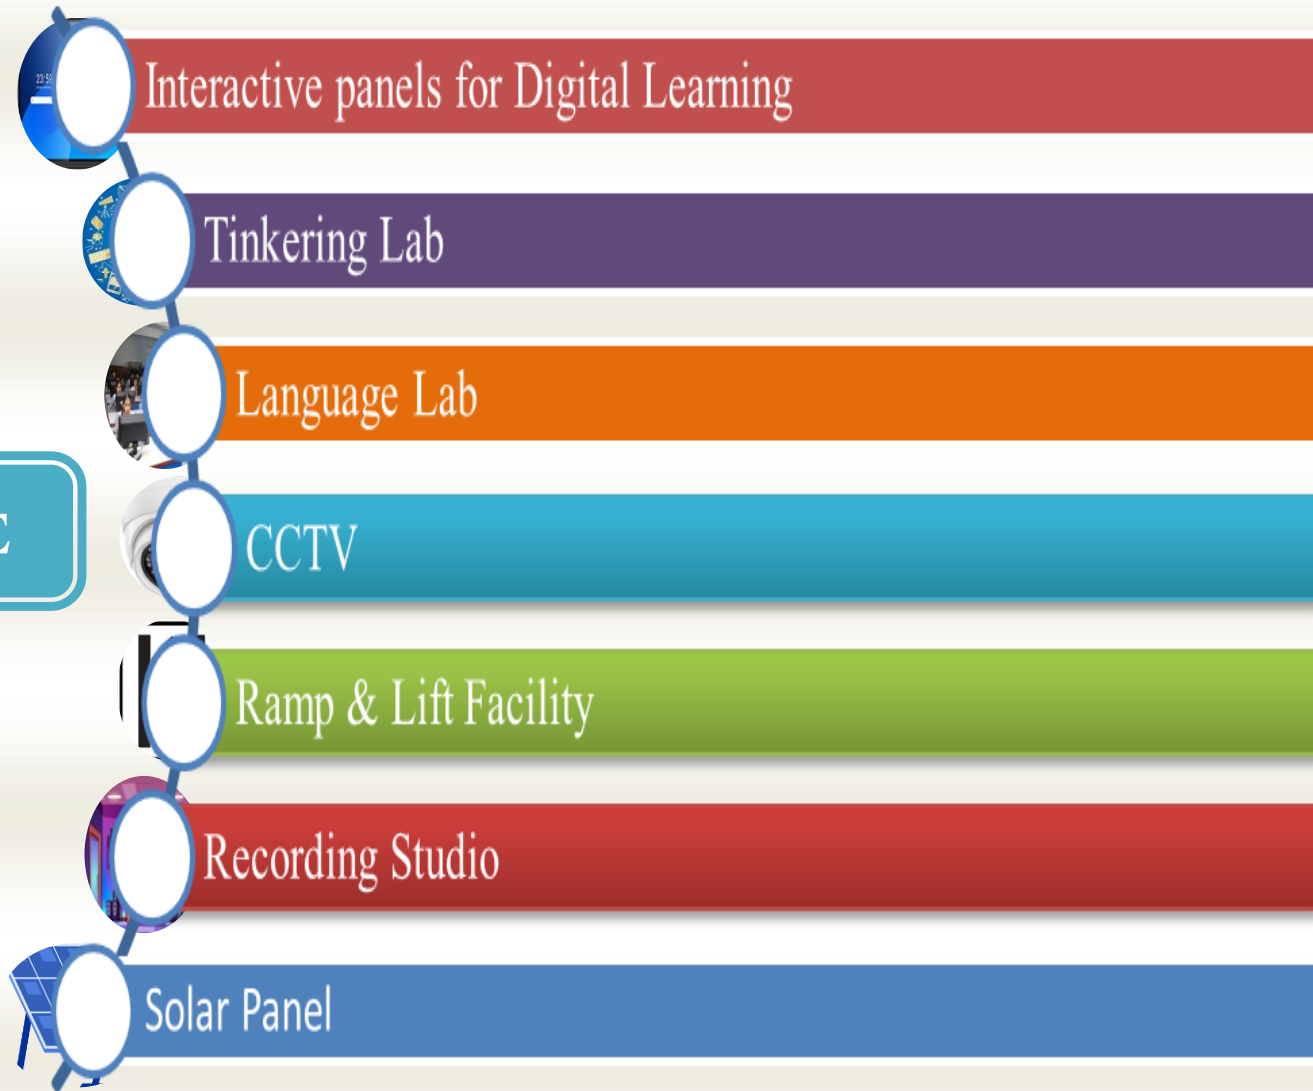 Interactive panels for Digital Learning
Tinkering Lab
Language Lab
CCTV
Ramp & Lift Facility
Recording Studio
Solar Panel